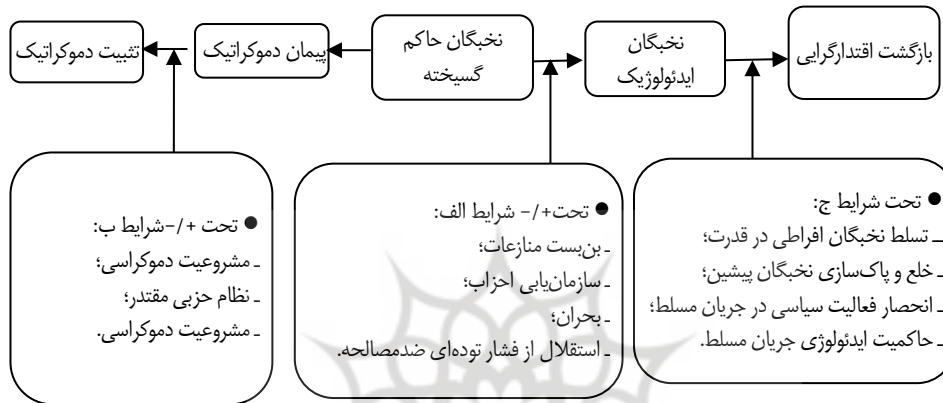 بازگشت اقتدارگرایی
نخبگان
ایدئولوژیک
نخبگان حاکم
گسیخته
پیمان دموکراتیک
تثبیت دموکراتیک
● تحت شرایط ج:
ـ تسلط نخبگان افراطی در قدرت؛
ـ خلع و پاک‌سازی نخبگان پیشین؛
ـ انحصار فعالیت سیاسی در جریان مسلط؛
ـ حاکمیت ایدئولوژی جریان مسلط.
● تحت+/- شرایط الف:
ـ بن‌بست منازعات؛
ـ سازمان‌یابی احزاب؛
ـ بحران؛
ـ استقلال از فشار توده‌ای ضدمصالحه.
● تحت +/-شرایط ب:
ـ مشروعیت دموکراسی؛
ـ نظام حزبی مقتدر؛
ـ مشروعیت دموکراسی.